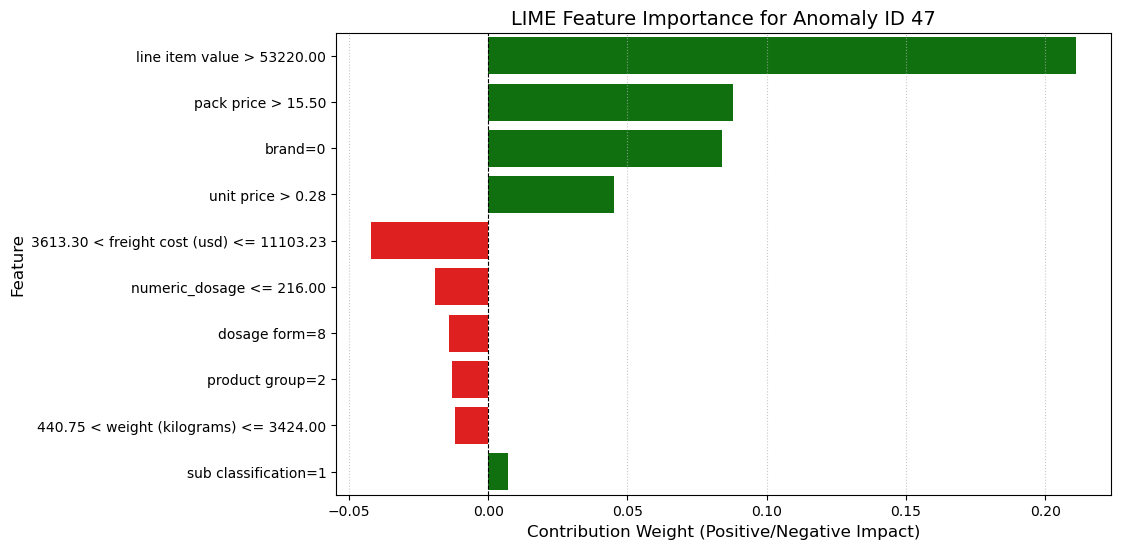 LIME Feature Importance for Anomaly ID 47
line item value > 53220.00
pack price > 15.50
brand=0
unit price > 0.28
3613.30 < freight cost (usd) <= 11103.23
numeric_dosage <= 216.00
dosage form=8
product group=2
440.75 < weight (kilograms) <= 3424.00
sub classification=1
Feature
−0.05 0.00 0.05 0.10 0.15 0.20
Contribution Weight (Positive/Negative Impact)